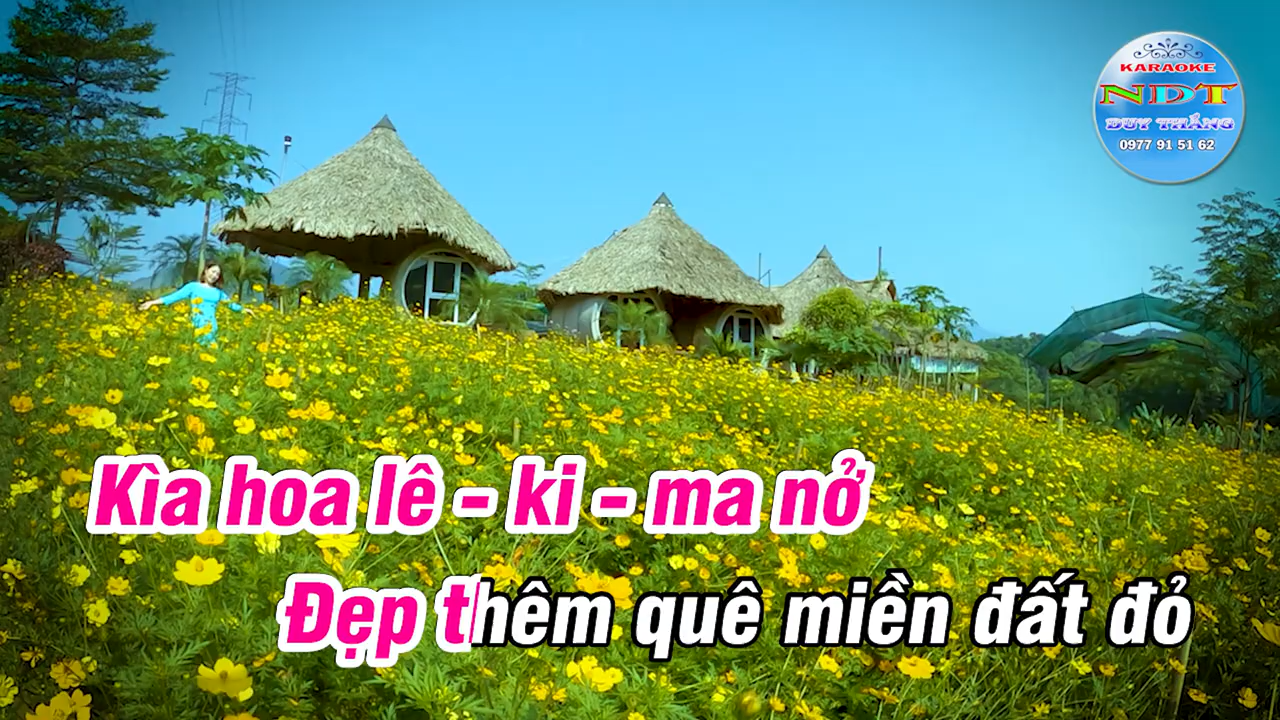 KARAOKE
NDT
DUY THẮNG
0977 91 51 62
Kìa hoa lê - ki - ma nở
Đẹp thêm quê miền đất đỏ